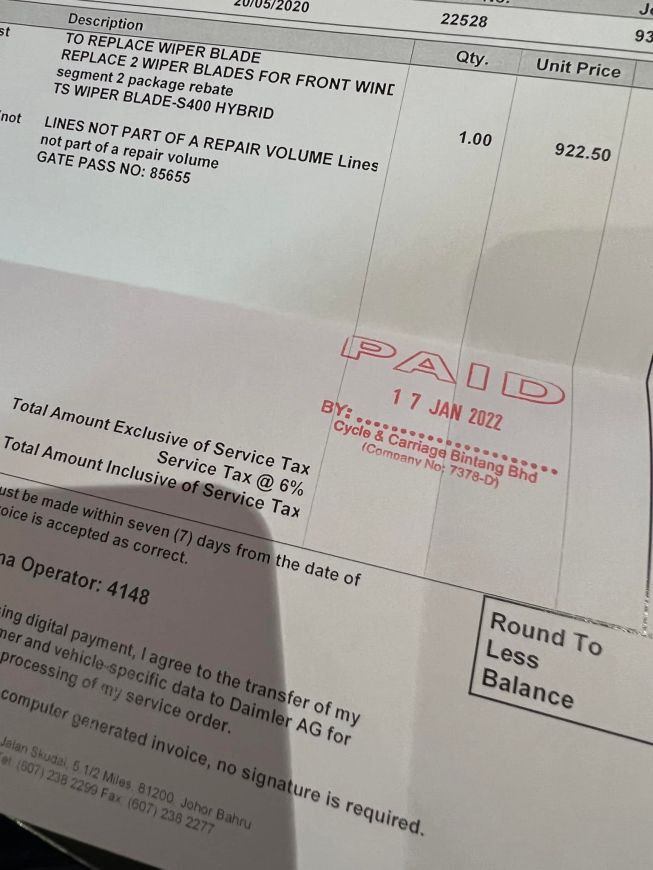 20/05/2020
22528
93
Description
Qty.
Unit Price
TO REPLACE WIPER BLADE
REPLACE 2 WIPER BLADES FOR FRONT WIND
segment 2 package rebate
TS WIPER BLADE-S400 HYBRID
1.00
922.50
not
LINES NOT PART OF A REPAIR VOLUME Lines
not part of a repair volume
GATE PASS NO: 85655
PAID
17 JAN 2022
BY:
Cycle & Carriage Bintang Bhd
(Company No: 7378-D)
Total Amount Exclusive of Service Tax
Service Tax @ 6%
Total Amount Inclusive of Service Tax
ust be made within seven (7) days from the date of
oice is accepted as correct.
na Operator: 4148
Round To
Less
Balance
ing digital payment, I agree to the transfer of my
mer and vehicle-specific data to Daimler AG for
processing of my service order.
computer generated invoice, no signature is required.
Jalan Skudai, 5 1/2 Miles, 81200, Johor Bahru
Tel: (607) 238 2299 Fax: (607) 238 2277